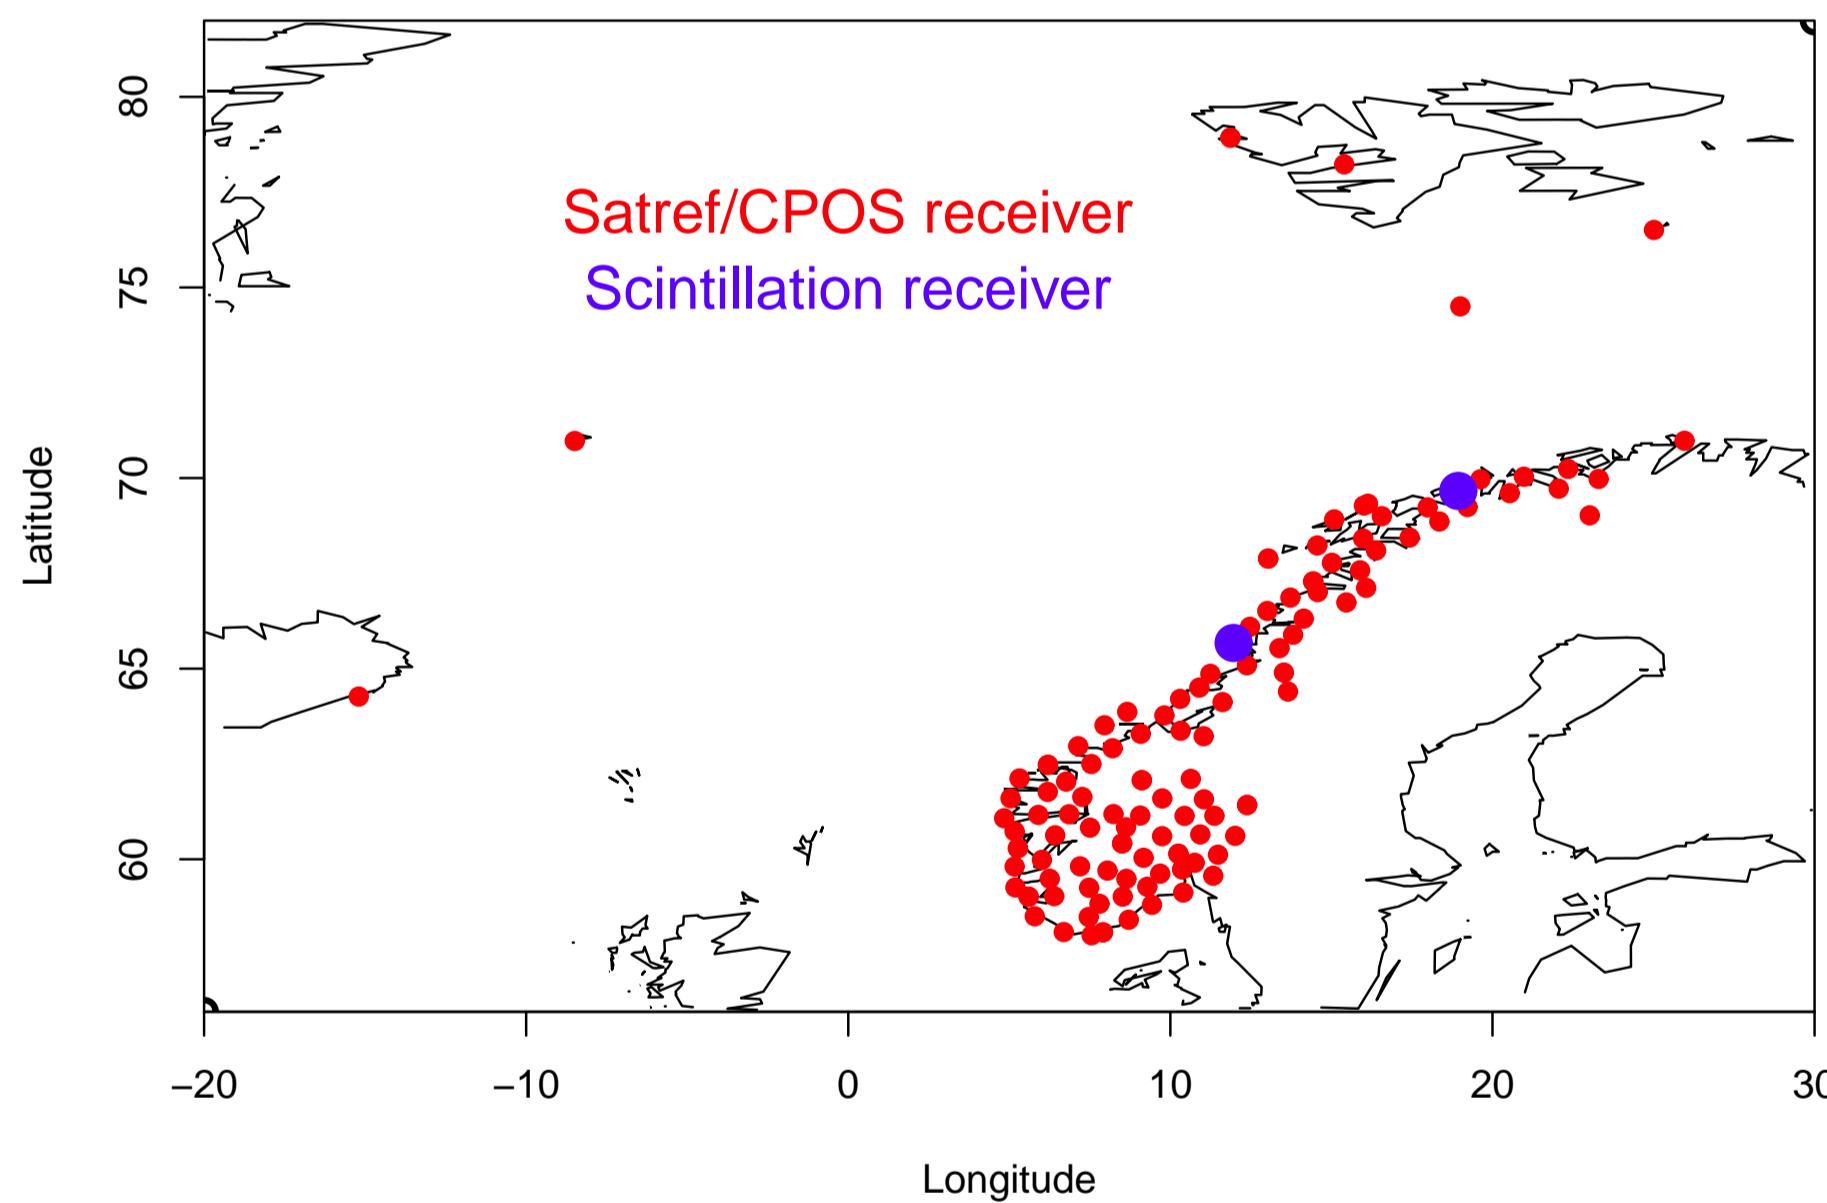 Satref/CPOS receiver
Scintillation receiver
Latitude
80
75
70
65
60
−20
−10
0
10
20
30
Longitude